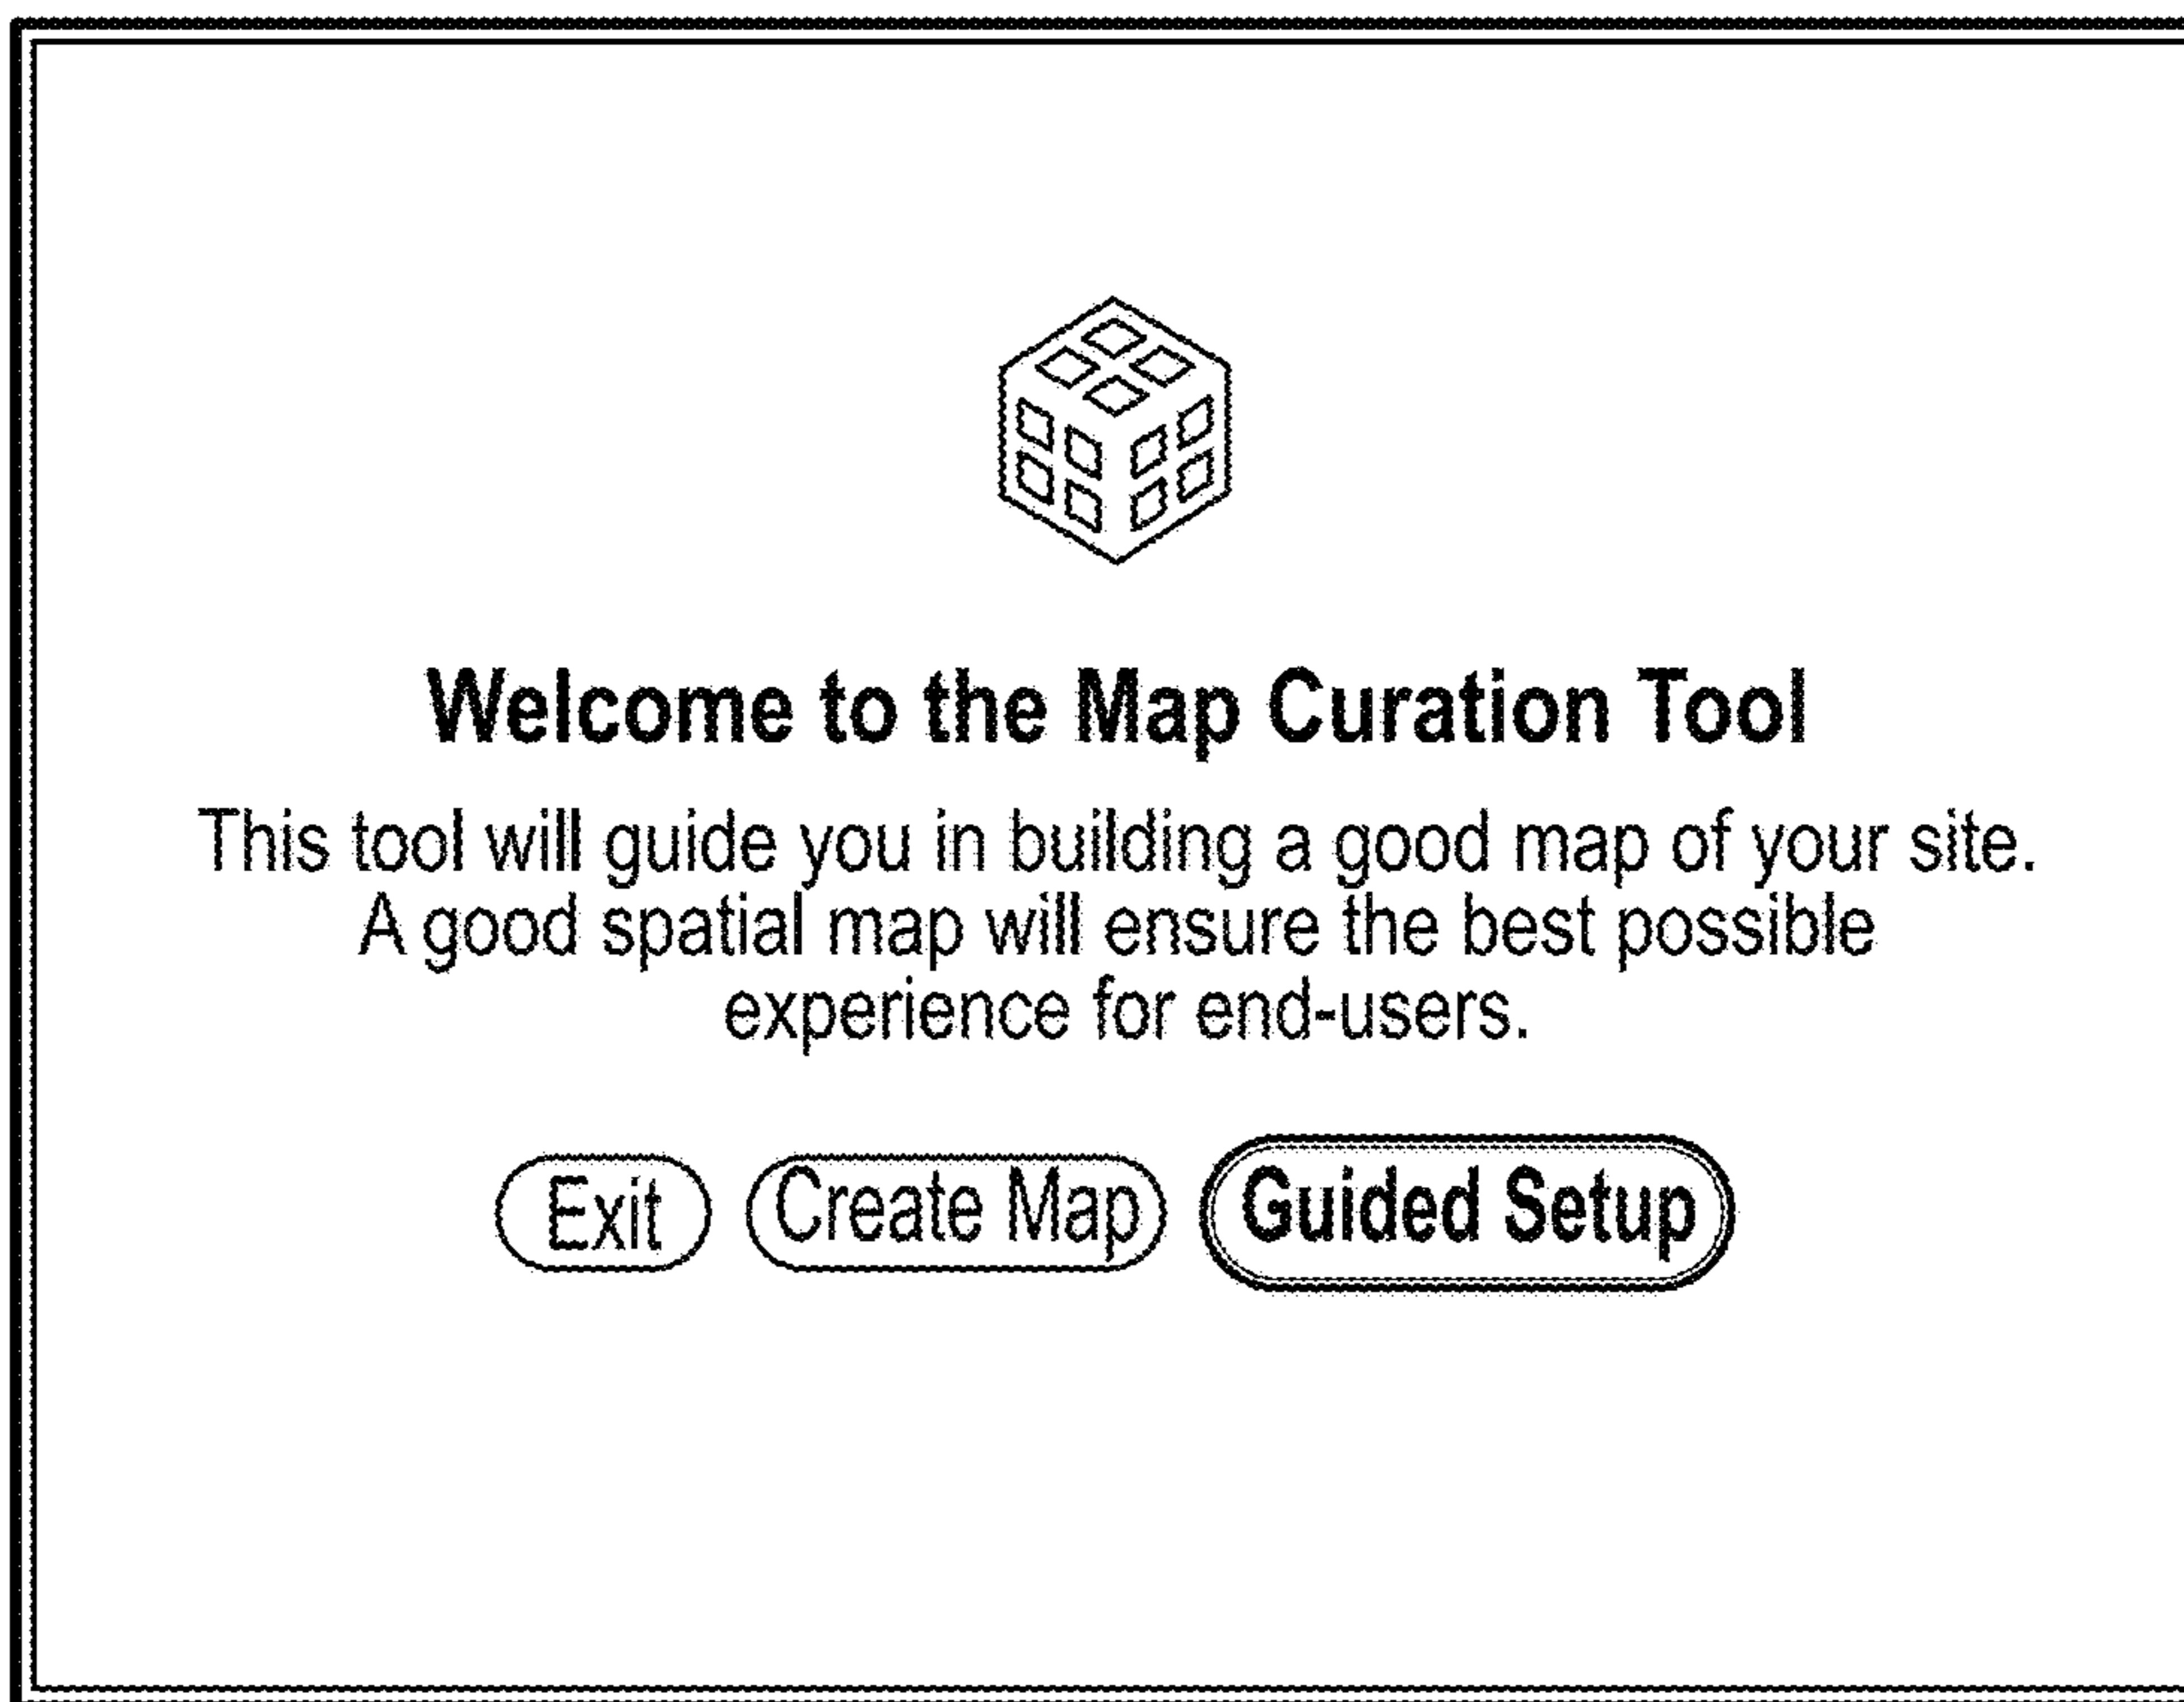 Welcome to the Map Curation Tool
This tool will guide you in building a good map of your site.
A good spatial map will ensure the best possible
experience for end-users.
Exit Create Map Guided Setup